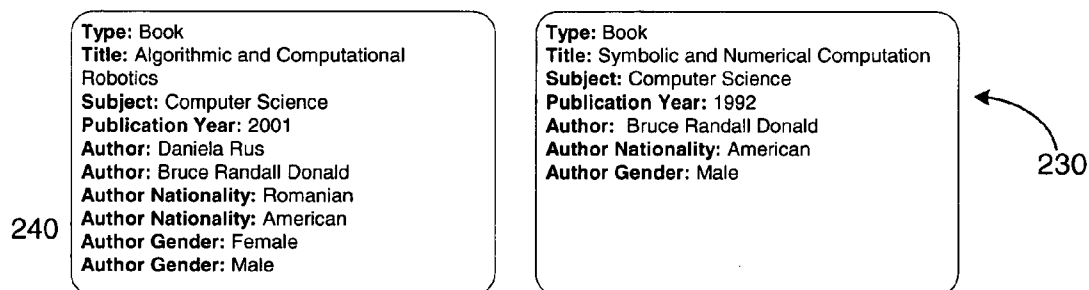 Type: Book
Title: Algorithmic and Computational
Robotics
Subject: Computer Science
Publication Year: 2001
Author: Daniela Rus
Author: Bruce Randall Donald
Author Nationality: Romanian
Author Nationality: American
Author Gender: Female
Author Gender: Male
240
Type: Book
Title: Symbolic and Numerical Computation
Subject: Computer Science
Publication Year: 1992
Author: Bruce Randall Donald
Author Nationality: American
Author Gender: Male
230